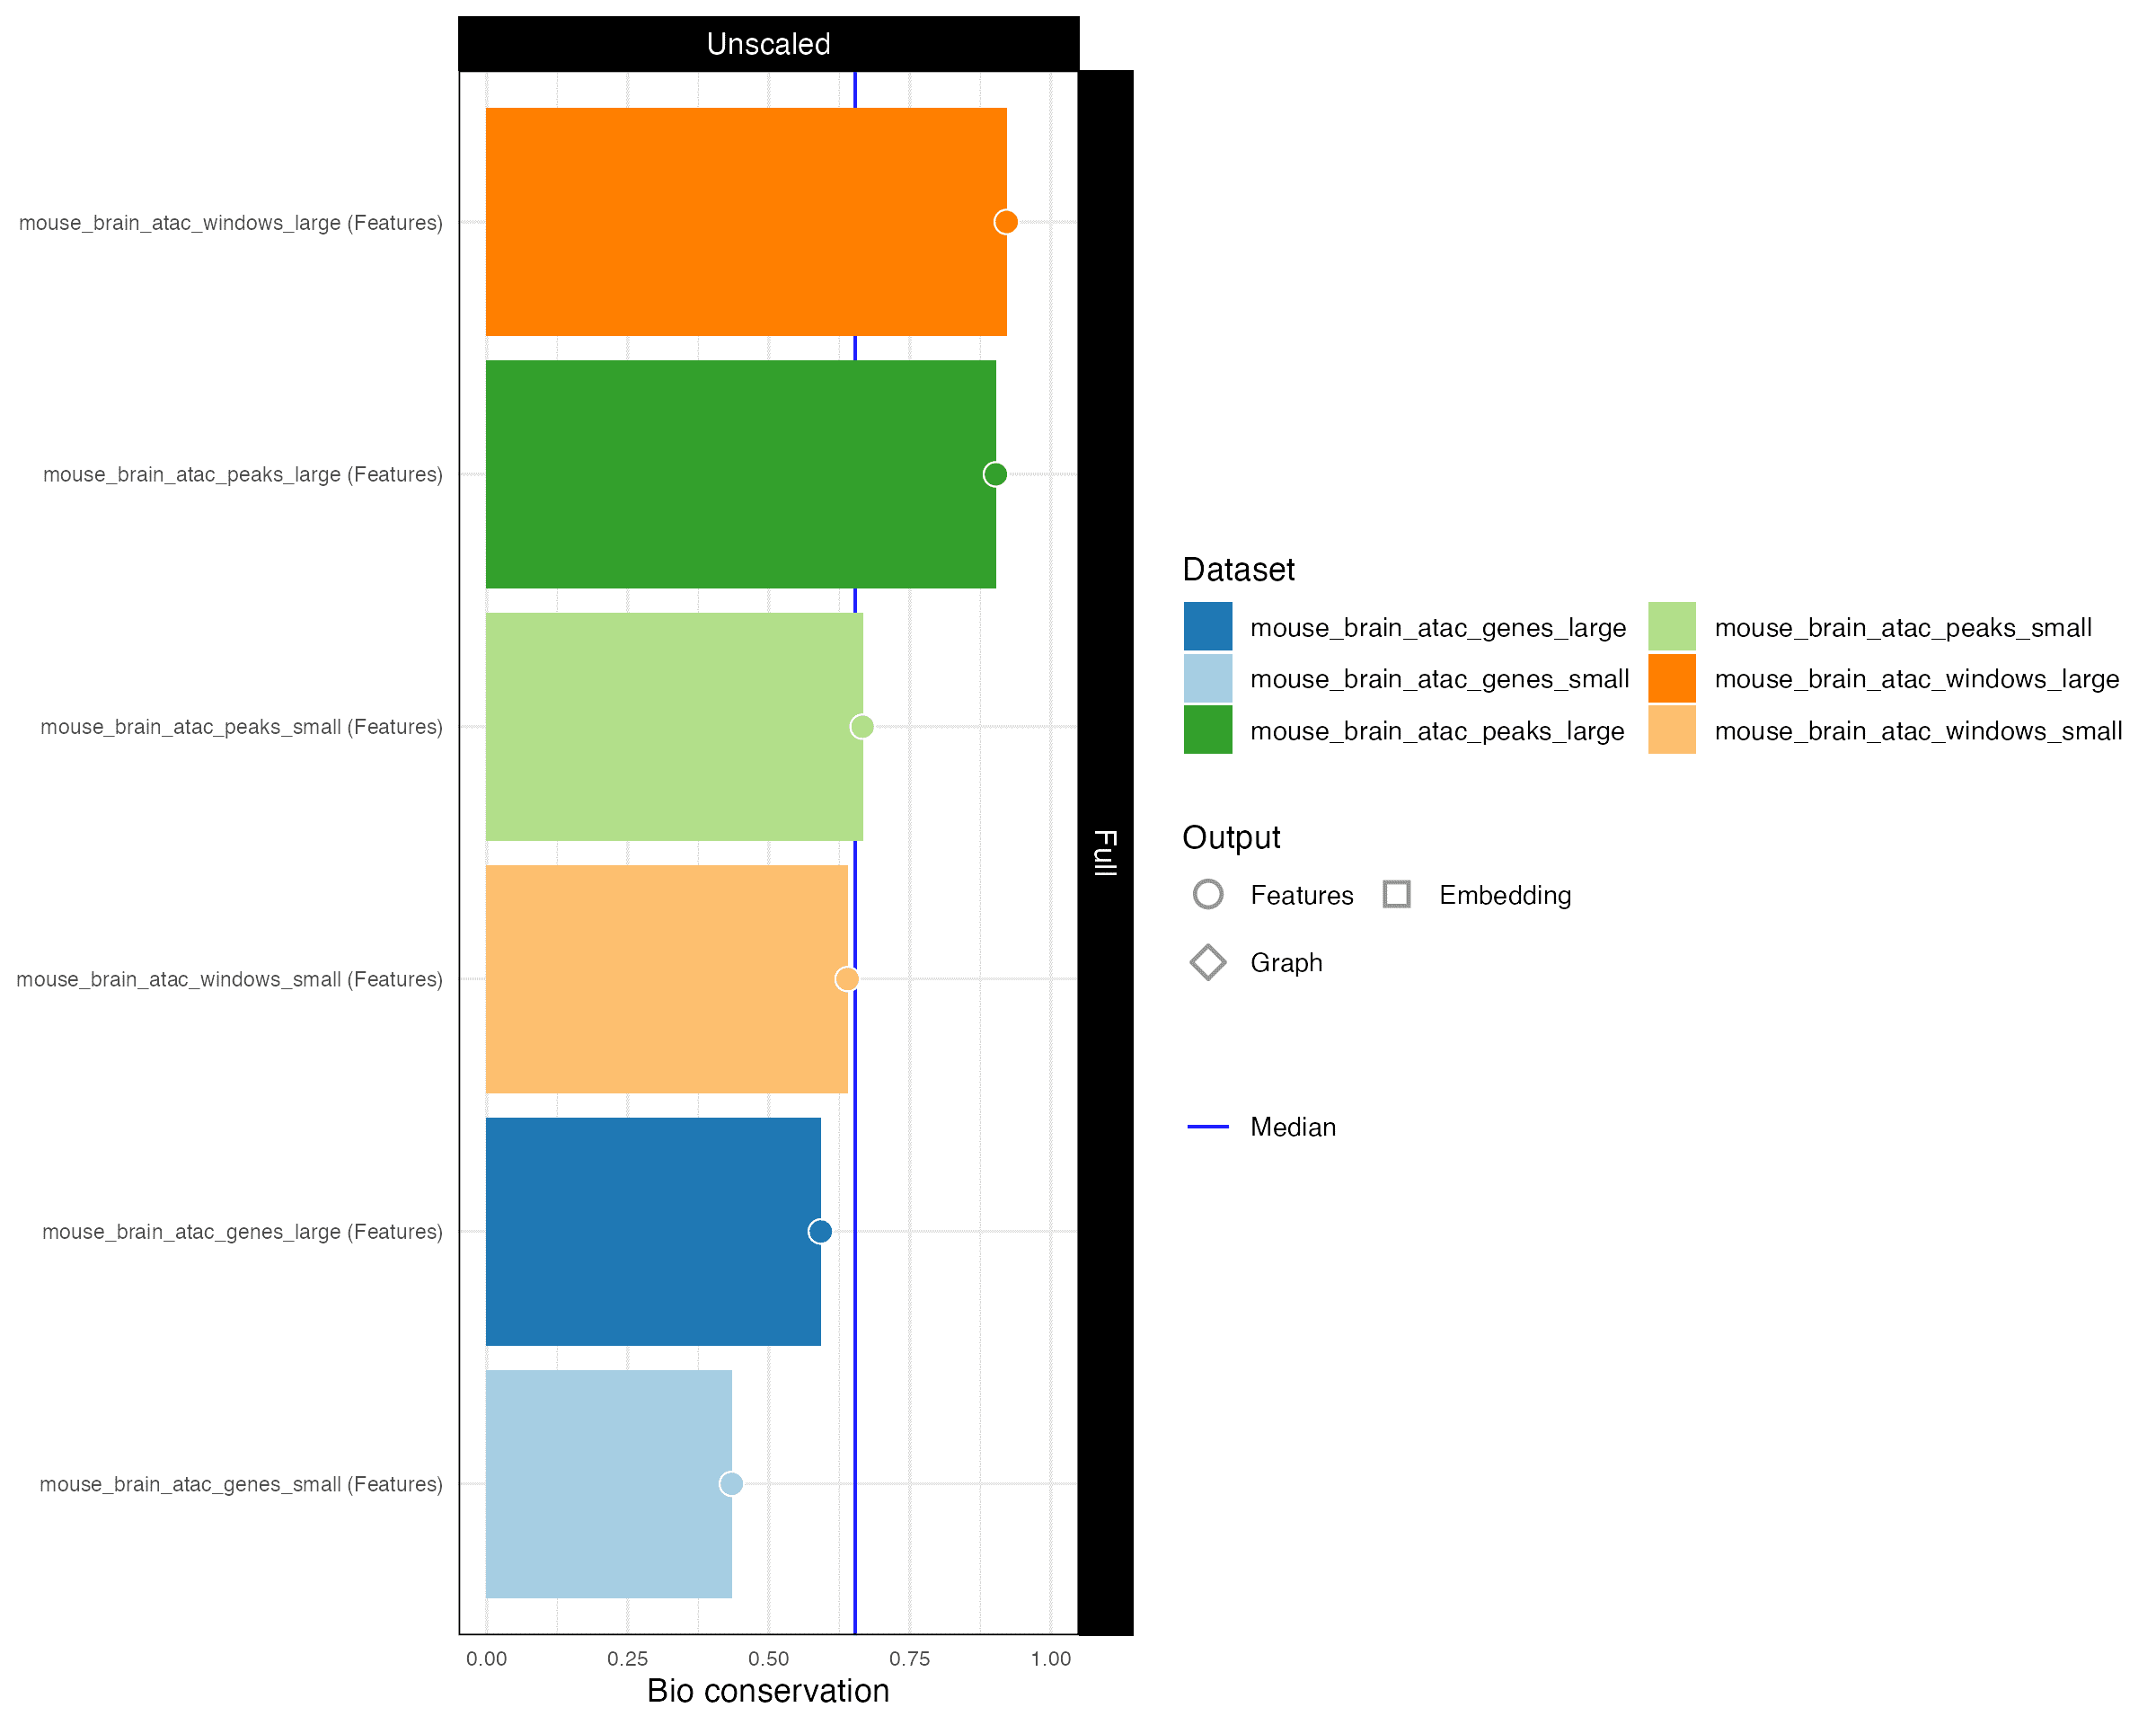 Unscaled
mouse_brain_atac_windows_large (Features)
mouse_brain_atac_peaks_large (Features)
mouse_brain_atac_peaks_small (Features)
mouse_brain_atac_windows_small (Features)
mouse_brain_atac_genes_large (Features)
mouse_brain_atac_genes_small (Features)
0.00 0.25 0.50 0.75 1.00
Bio conservation
Full
Dataset
mouse_brain_atac_genes_large mouse_brain_atac_peaks_small
mouse_brain_atac_genes_small mouse_brain_atac_windows_large
mouse_brain_atac_peaks_large mouse_brain_atac_windows_small
Output
Features Embedding
Graph
Median